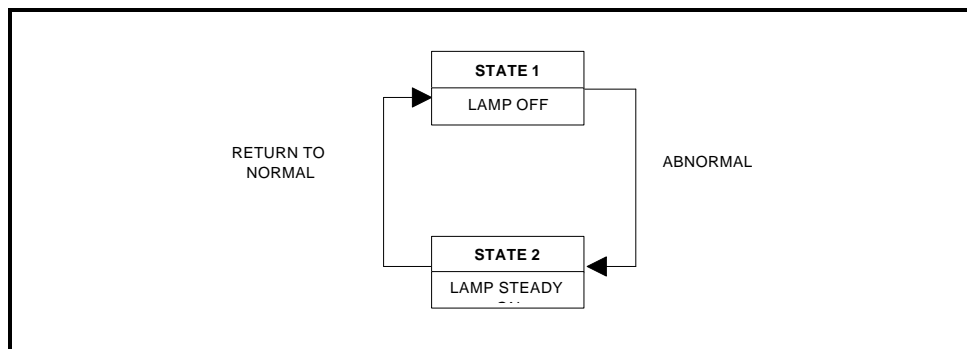 STATE 1
LAMP OFF
RETURN TO
NORMAL
ABNORMAL
STATE 2
LAMP STEADY